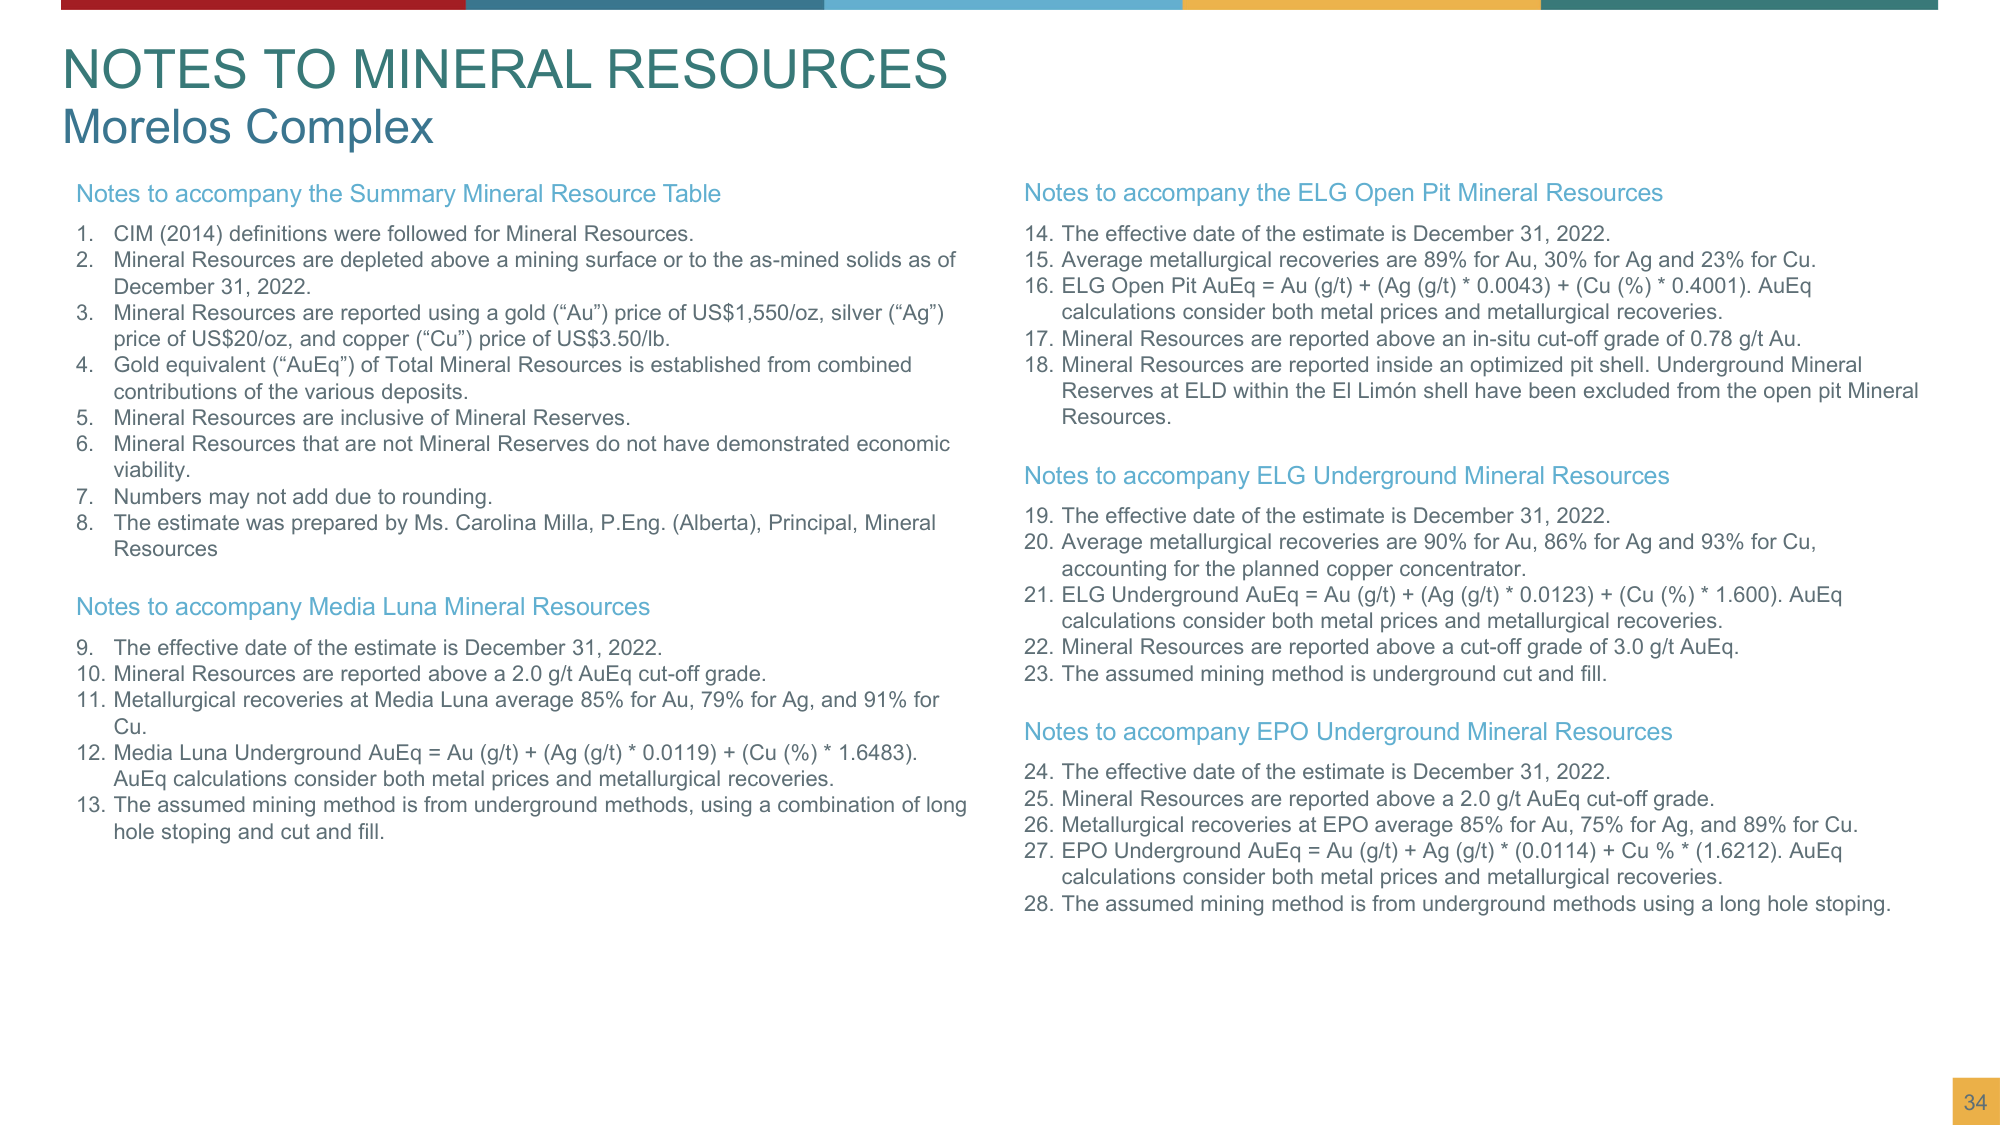 NOTES TO MINERAL RESOURCES
Morelos Complex
Notes to accompany the Summary Mineral Resource Table
1. CIM (2014) definitions were followed for Mineral Resources.
2. Mineral Resources are depleted above a mining surface or to the as-mined solids as of
December 31, 2022.
3. Mineral Resources are reported using a gold (“Au”) price of US$1,550/oz, silver (“Ag”)
price of US$20/oz, and copper (“Cu”) price of US$3.50/lb.
4. Gold equivalent (“AuEq”) of Total Mineral Resources is established from combined
contributions of the various deposits.
5. Mineral Resources are inclusive of Mineral Reserves.
6. Mineral Resources that are not Mineral Reserves do not have demonstrated economic
viability.
7. Numbers may not add due to rounding.
8. The estimate was prepared by Ms. Carolina Milla, P.Eng. (Alberta), Principal, Mineral
Resources
Notes to accompany Media Luna Mineral Resources
9. The effective date of the estimate is December 31, 2022.
10. Mineral Resources are reported above a 2.0 g/t AuEq cut-off grade.
11. Metallurgical recoveries at Media Luna average 85% for Au, 79% for Ag, and 91% for
Cu.
12. Media Luna Underground AuEq = Au (g/t) + (Ag (g/t) * 0.0119) + (Cu (%) * 1.6483).
AuEq calculations consider both metal prices and metallurgical recoveries.
13. The assumed mining method is from underground methods, using a combination of long
hole stoping and cut and fill.
Notes to accompany the ELG Open Pit Mineral Resources
14. The effective date of the estimate is December 31, 2022.
15. Average metallurgical recoveries are 89% for Au, 30% for Ag and 23% for Cu.
16. ELG Open Pit AuEq = Au (g/t) + (Ag (g/t) * 0.0043) + (Cu (%) * 0.4001). AuEq
calculations consider both metal prices and metallurgical recoveries.
17. Mineral Resources are reported above an in-situ cut-off grade of 0.78 g/t Au.
18. Mineral Resources are reported inside an optimized pit shell. Underground Mineral
Reserves at ELD within the El Limón shell have been excluded from the open pit Mineral
Resources.
Notes to accompany ELG Underground Mineral Resources
19. The effective date of the estimate is December 31, 2022.
20. Average metallurgical recoveries are 90% for Au, 86% for Ag and 93% for Cu,
accounting for the planned copper concentrator.
21. ELG Underground AuEq = Au (g/t) + (Ag (g/t) * 0.0123) + (Cu (%) * 1.600). AuEq
calculations consider both metal prices and metallurgical recoveries.
22. Mineral Resources are reported above a cut-off grade of 3.0 g/t AuEq.
23. The assumed mining method is underground cut and fill.
Notes to accompany EPO Underground Mineral Resources
24. The effective date of the estimate is December 31, 2022.
25. Mineral Resources are reported above a 2.0 g/t AuEq cut-off grade.
26. Metallurgical recoveries at EPO average 85% for Au, 75% for Ag, and 89% for Cu.
27. EPO Underground AuEq = Au (g/t) + Ag (g/t) * (0.0114) + Cu % * (1.6212). AuEq
calculations consider both metal prices and metallurgical recoveries.
28. The assumed mining method is from underground methods using a long hole stoping.
34